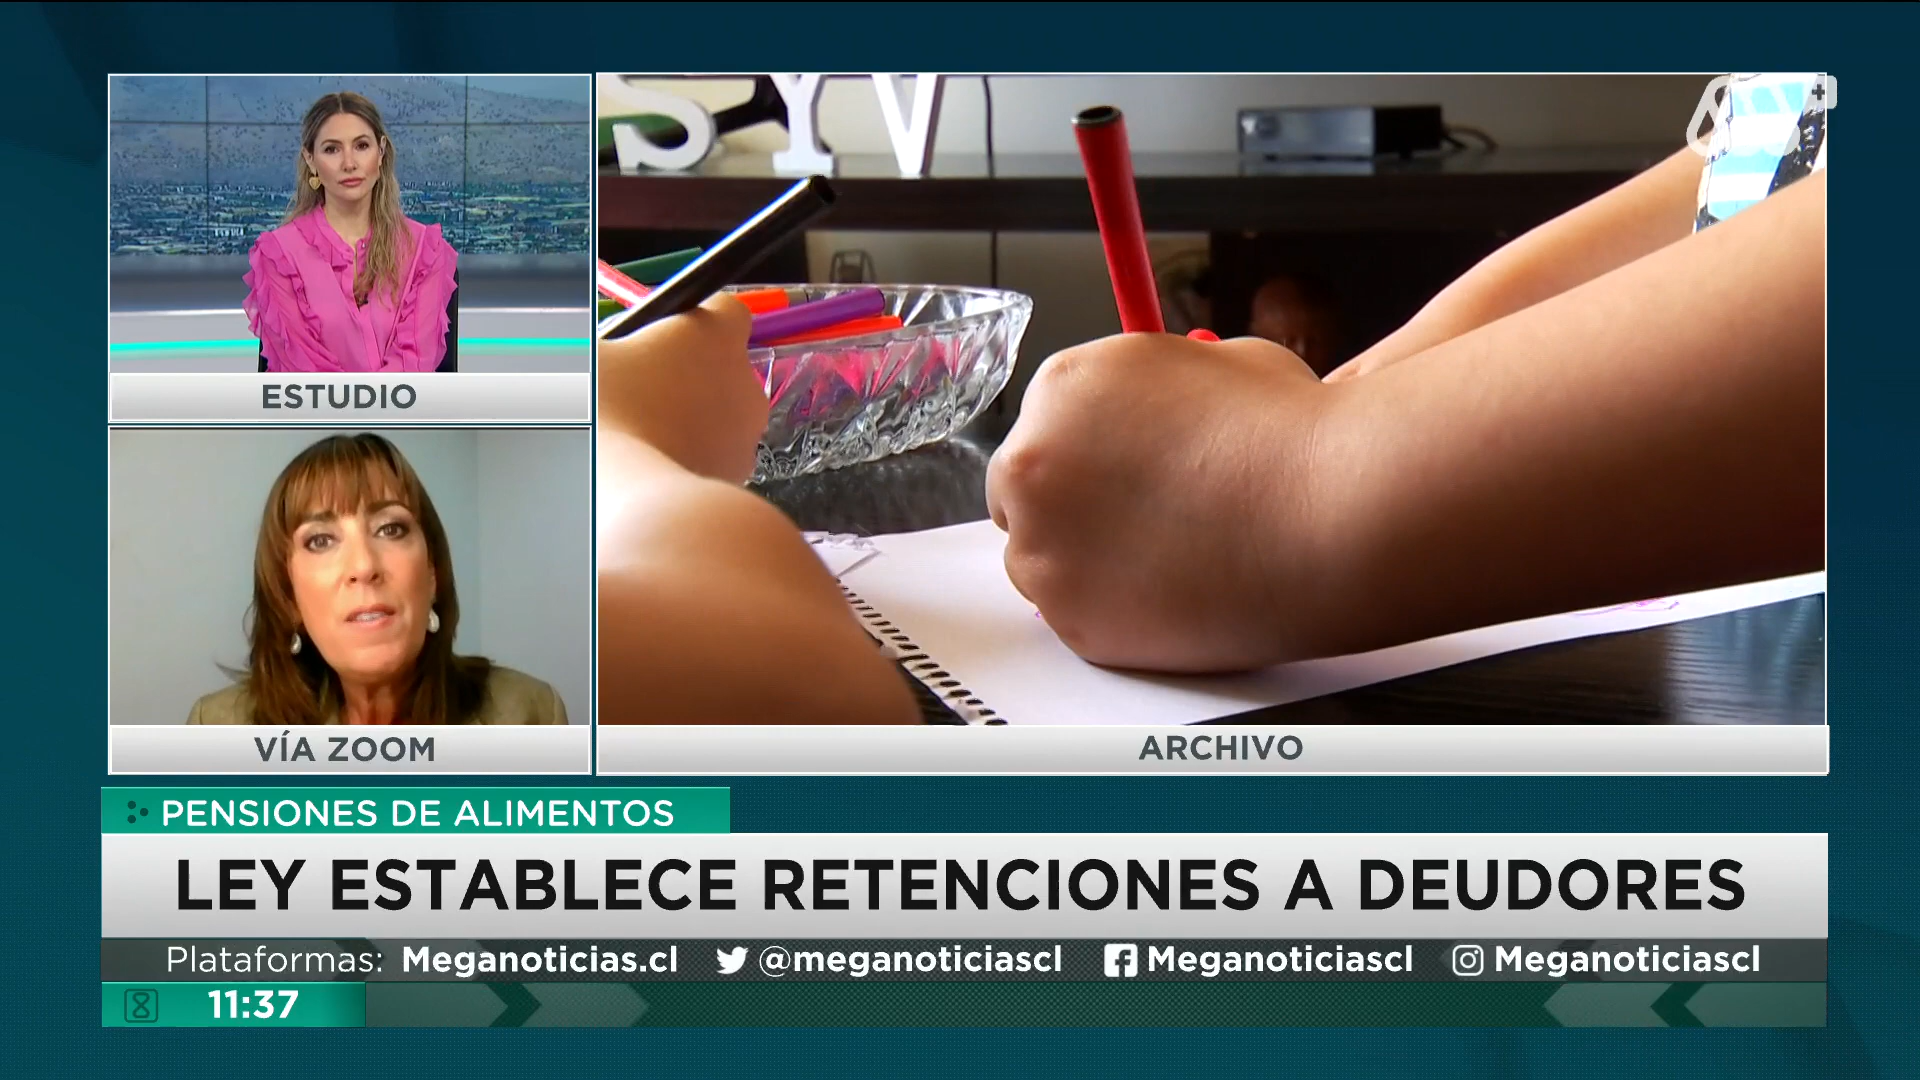 SYV
ESTUDIO
VÍA ZOOM
ARCHIVO
PENSIONES DE ALIMENTOS
LEY ESTABLECE RETENCIONES A DEUDORES
Plataformas: Meganoticias.cl @meganoticiascl Meganoticiascl Meganoticiascl
11:37